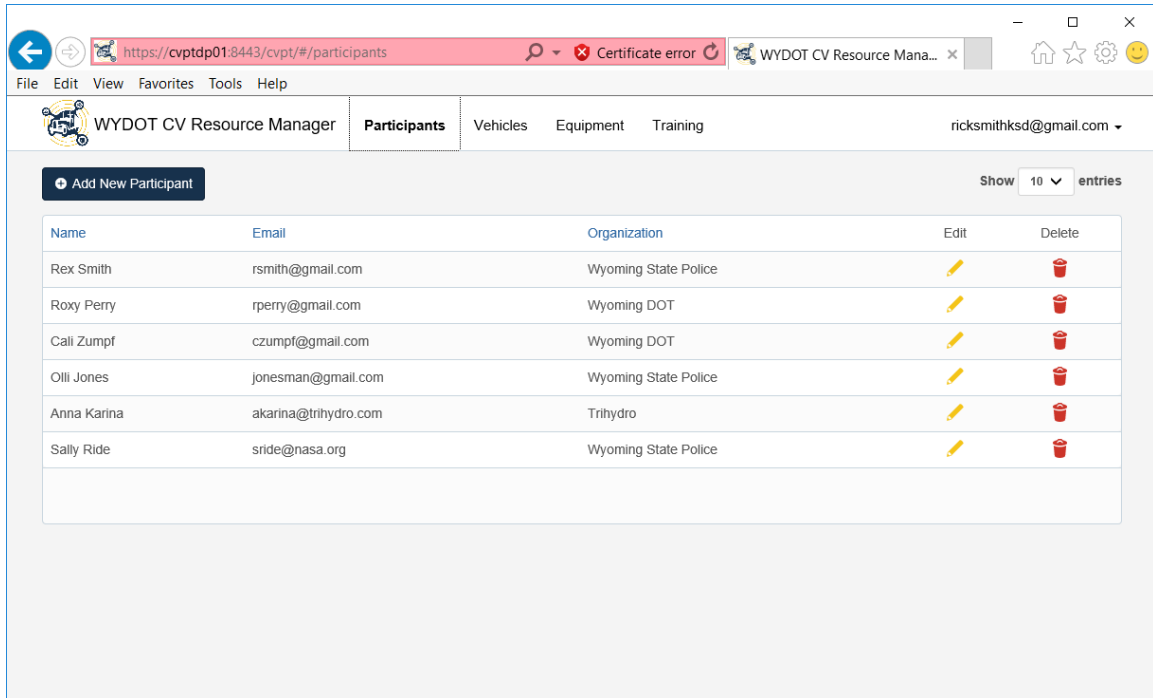 https://cvptdp01:8443/cvpt/#/participants Certificate error WYDOT CV Resource Mana...
File Edit View Favorites Tools Help
WYDOT CV Resource Manager Participants Vehicles Equipment Training ricksmithksd@gmail.com
Add New Participant Show 10 entries
Name Email Organization Edit Delete
Rex Smith rsmith@gmail.com Wyoming State Police
Roxy Perry rperry@gmail.com Wyoming DOT
Cali Zumpf czumpf@gmail.com Wyoming DOT
Olli Jones jonesman@gmail.com Wyoming State Police
Anna Karina akarina@trihydro.com Trihydro
Sally Ride sride@nasa.org Wyoming State Police